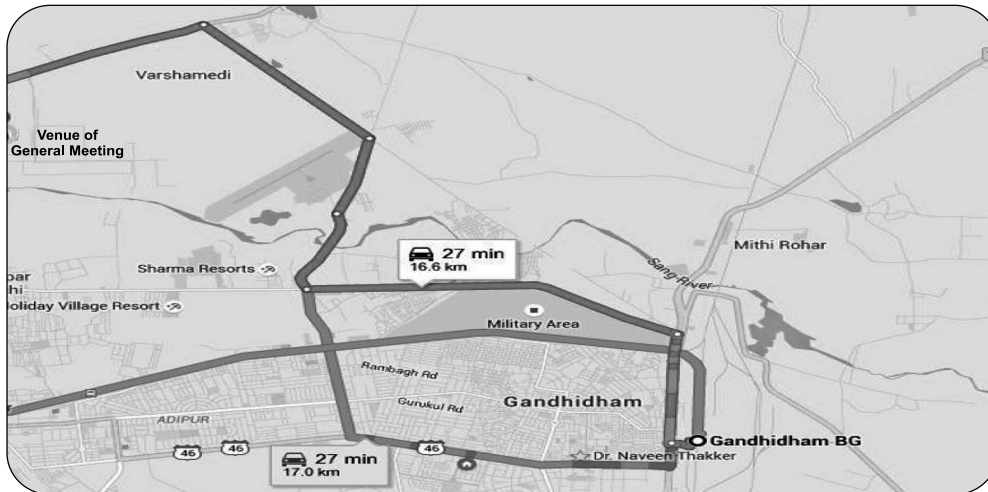 Varshamedi
Venue of
General Meeting
27 min
16.6 km
Mithi Rohar
Sharma Resorts
Sang River
Holiday Village Resort
Military Area
Rambagh Rd
Gandhidham
Gurukul Rd
ADIPUR
46
46
46
Gandhidham BG
Dr. Naveen Thakker
27 min
17.0 km